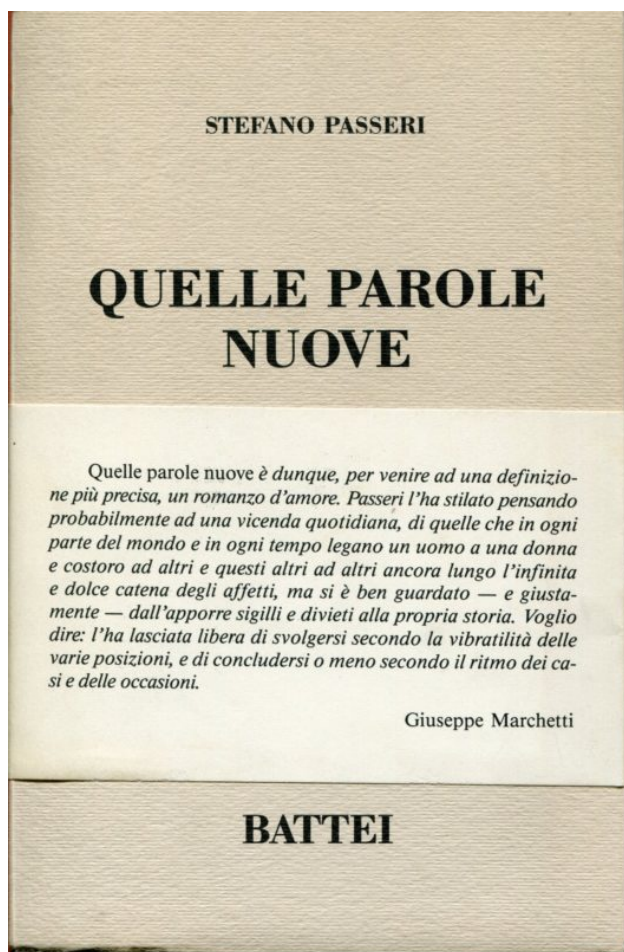 STEFANO PASSERI
QUELLE PAROLE
NUOVE
Quelle parole nuove è dunque, per venire ad una definizio-
ne più precisa, un romanzo d'amore. Passeri l'ha stilato pensando
probabilmente ad una vicenda quotidiana, di quelle che in ogni
parte del mondo e in ogni tempo legano un uomo a una donna
e costoro ad altri e questi altri ad altri ancora lungo l'infinita
e dolce catena degli affetti, ma si è ben guardato — e giusta-
mente — dall'apporre sigilli e divieti alla propria storia. Voglio
dire: l'ha lasciata libera di svolgersi secondo la vibratilità delle
varie posizioni, e di concludersi o meno secondo il ritmo dei ca-
si e delle occasioni.
Giuseppe Marchetti
BATTEI